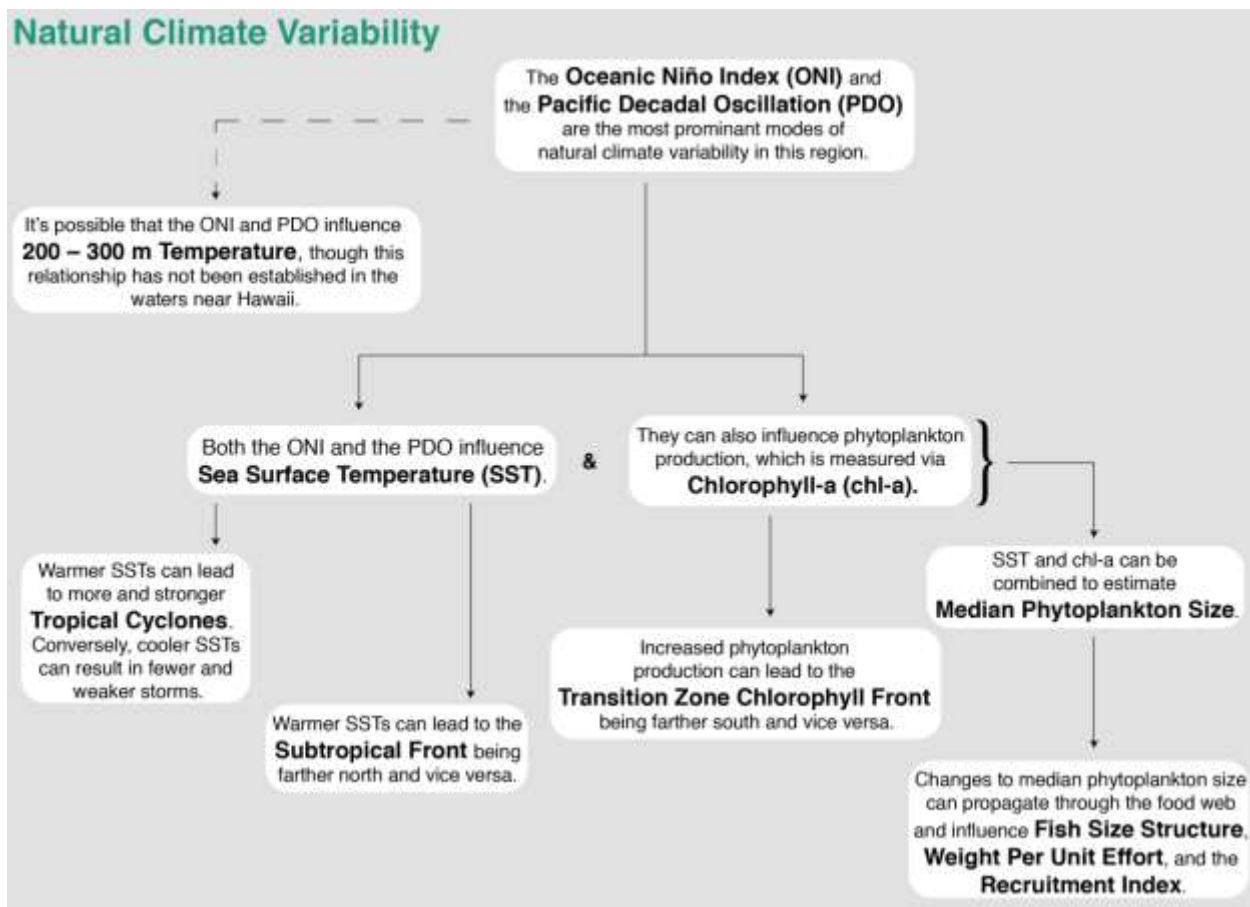 Natural Climate Variability
The Oceanic Niño Index (ONI) and
the Pacific Decadal Oscillation (PDO)
are the most prominant modes of
natural climate variability in this region.
It's possible that the ONI and PDO influence
200 – 300 m Temperature, though this
relationship has not been established in the
waters near Hawaii.
Both the ONI and the PDO influence
Sea Surface Temperature (SST).
&
They can also influence phytoplankton
production, which is measured via
Chlorophyll-a (chl-a).
Warmer SSTs can lead
to more and stronger
Tropical Cyclones.
Conversely, cooler SSTs
can result in fewer and
weaker storms.
Warmer SSTs can lead to the
Subtropical Front being
farther north and vice versa.
Increased phytoplankton
production can lead to the
Transition Zone Chlorophyll Front
being farther south and vice versa.
SST and chl-a can be
combined to estimate
Median Phytoplankton Size.
Changes to median phytoplankton size
can propagate through the food web
and influence Fish Size Structure,
Weight Per Unit Effort, and the
Recruitment Index.